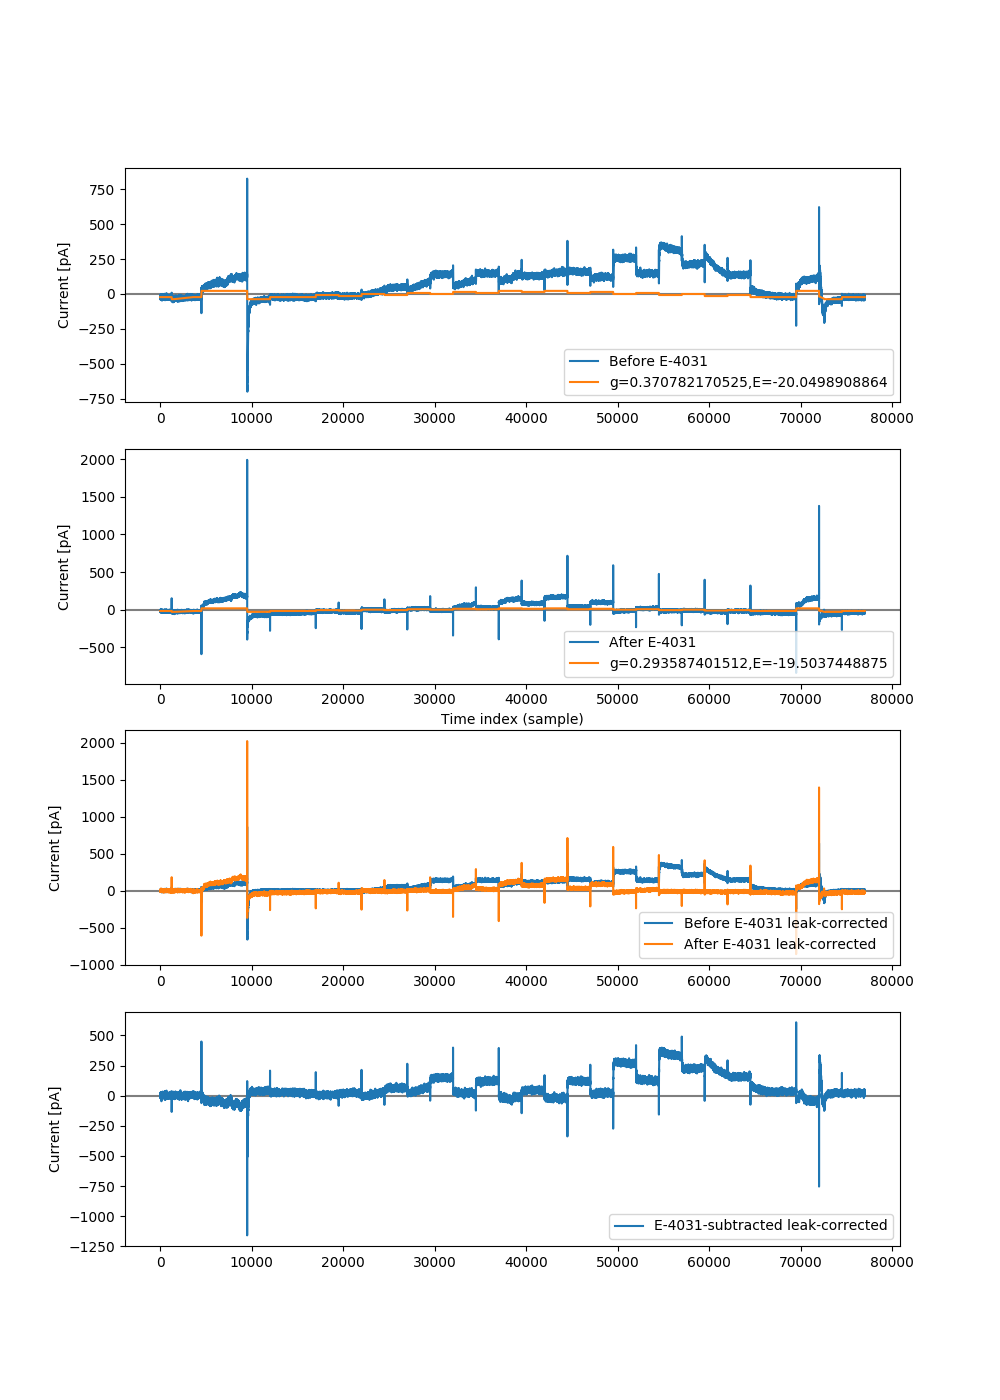 750
500
250
0
−250
−500
−750
Current [pA]
Before E-4031
g=0.370782170525,E=-20.0498908864
0 10000 20000 30000 40000 50000 60000 70000 80000
2000
1500
1000
500
0
−500
Current [pA]
After E-4031
g=0.293587401512,E=-19.5037448875
0 10000 20000 30000 40000 50000 60000 70000 80000
Time index (sample)
2000
1500
1000
500
0
−500
−1000
Current [pA]
Before E-4031 leak-corrected
After E-4031 leak-corrected
0 10000 20000 30000 40000 50000 60000 70000 80000
500
250
0
−250
−500
−750
−1000
−1250
Current [pA]
E-4031-subtracted leak-corrected
0 10000 20000 30000 40000 50000 60000 70000 80000